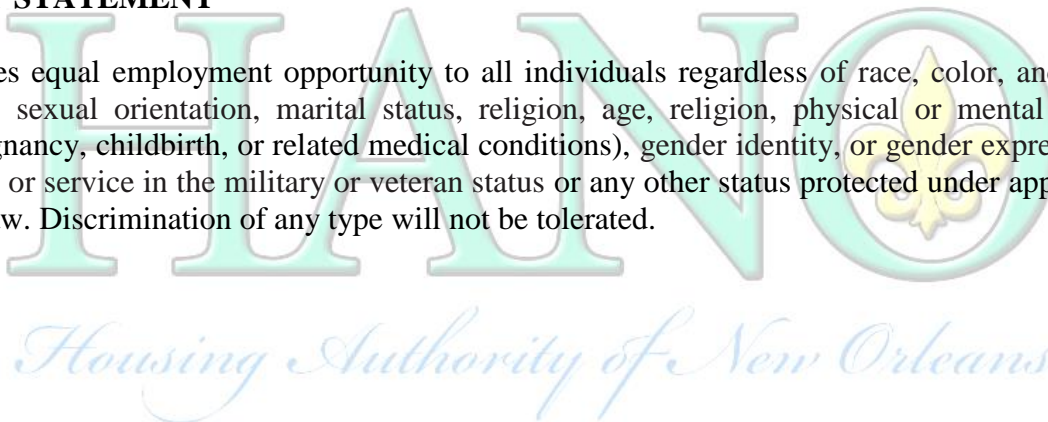 STATEMENT
es equal employment opportunity to all individuals regardless of race, color, an
sexual orientation, marital status, religion, age, religion, physical or mental
gnancy, childbirth, or related medical conditions), gender identity, or gender expre
or service in the military or veteran status or any other status protected under app
w. Discrimination of any type will not be tolerated.
HANO
Housing Authority of New Orleans